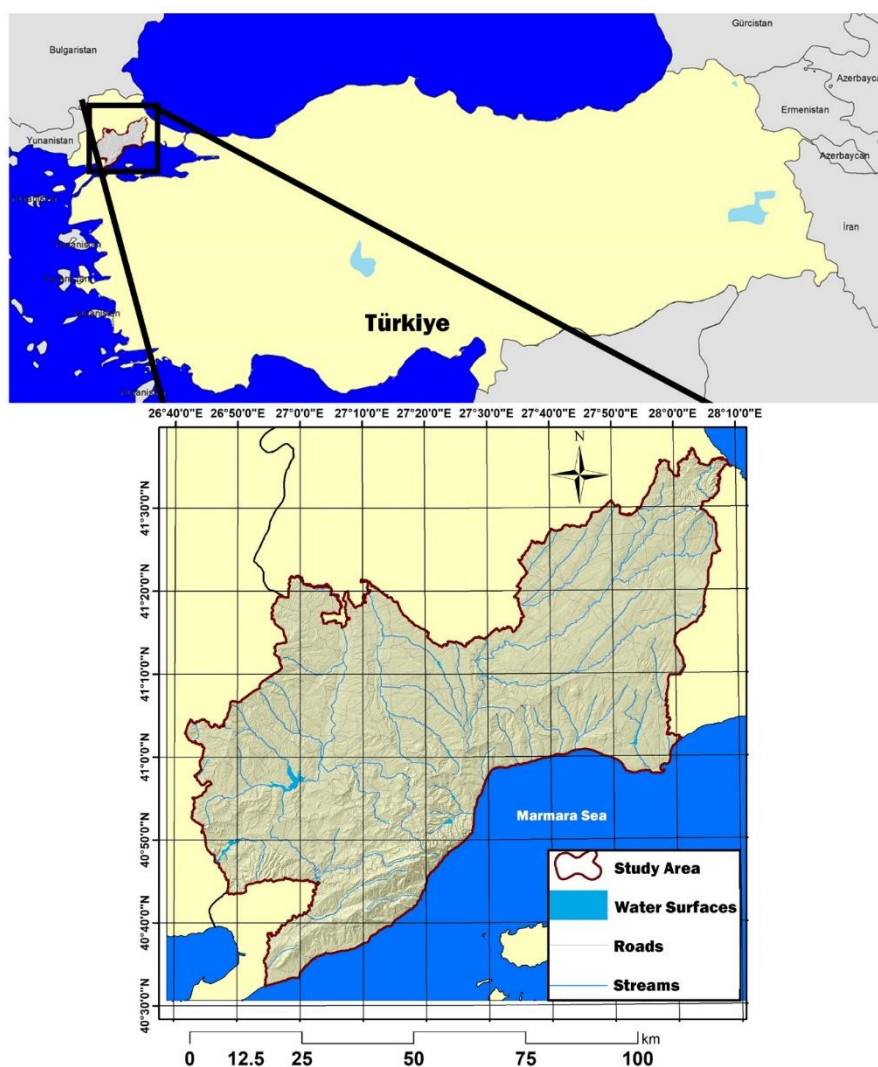 Gürcistan
Bulgaristan
Azerbayca
Ermenistan
Yunanistan
Azerbaycan
İran
Türkiye
26°40'0"E 26°50'0"E 27°0'0"E 27°10'0"E 27°20'0"E 27°30'0"E 27°40'0"E 27°50'0"E 28°0'0"E 28°10'0"E
N
41°30'0"N
41°20'0"N
41°10'0"N
41°0'0"N
40°50'0"N
40°40'0"N
40°30'0"N
Marmara Sea
Study Area
Water Surfaces
Roads
Streams
km
0 12.5 25 50 75 100